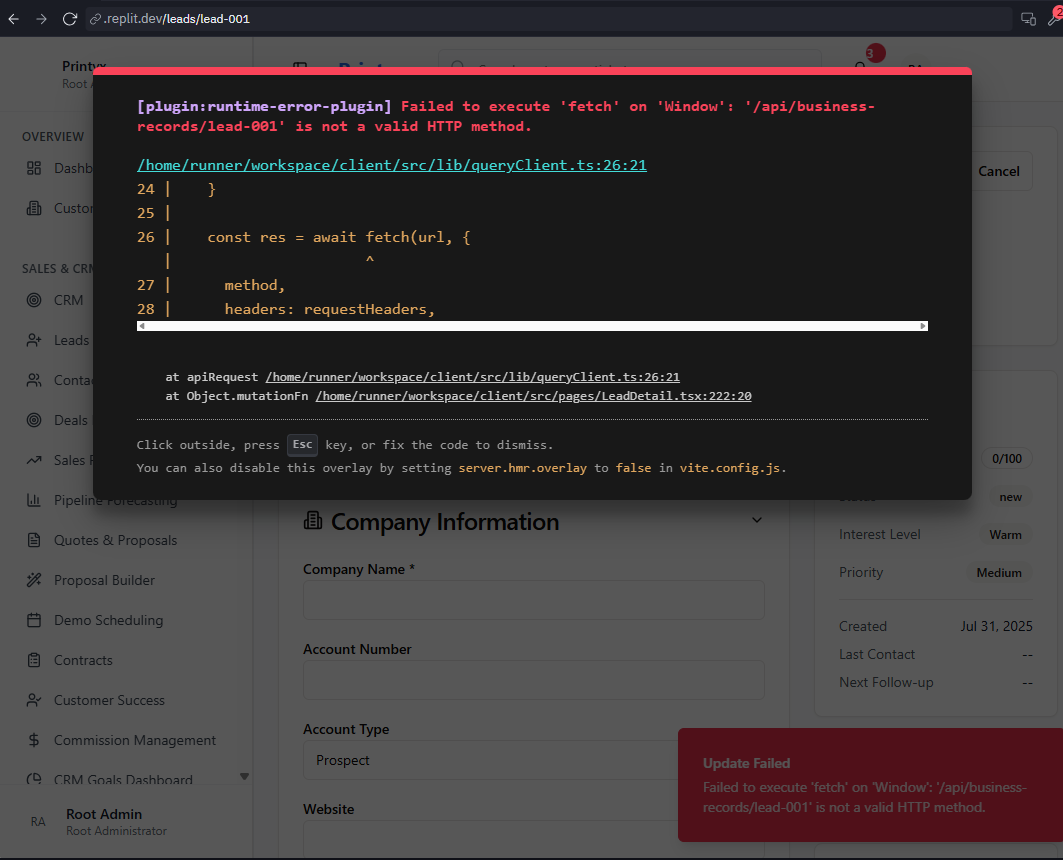 .replit.dev/leads/lead-001
2
Root
3
[plugin:runtime-error-plugin] Failed to execute 'fetch' on 'Window': '/api/business-
records/lead-001' is not a valid HTTP method.
/home/runner/workspace/client/src/lib/queryClient.ts:26:21
24 |    }
25 |
26 |    const res = await fetch(url, {
|                      ^
27 |      method,
28 |      headers: requestHeaders,
at apiRequest /home/runner/workspace/client/src/lib/queryClient.ts:26:21
at Object.mutationFn /home/runner/workspace/client/src/pages/LeadDetail.tsx:222:20
Click outside, press Esc key, or fix the code to dismiss.
You can also disable this overlay by setting server.hmr.overlay to false in vite.config.js.
OVERVIEW
SALES & CRM
CRM
Leads
Deals
Sales
Pipeline Forecasting
Quotes & Proposals
Proposal Builder
Demo Scheduling
Contracts
Customer Success
Commission Management
CRM Goals Dashboard
RA
Root Admin
Root Administrator
Cancel
Company Information
Company Name *
Account Number
Account Type
Prospect
Website
0/100
Status
new
Interest Level
Warm
Priority
Medium
Created
Jul 31, 2025
Last Contact
--
Next Follow-up
--
Update Failed
Failed to execute 'fetch' on 'Window': '/api/business-
records/lead-001' is not a valid HTTP method.